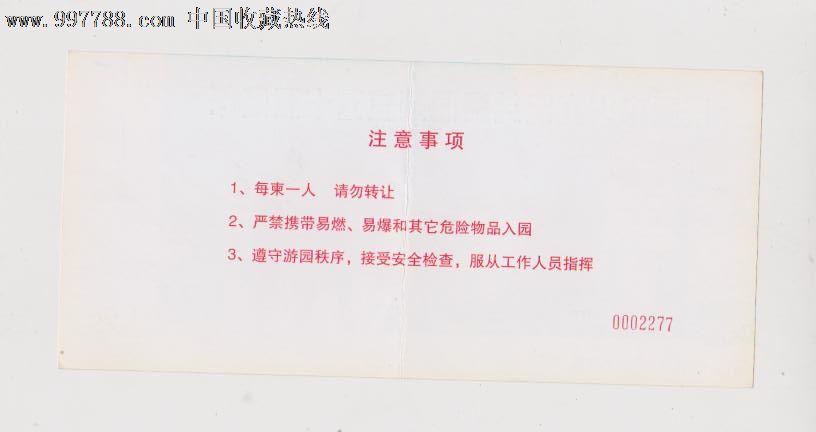 www.997788.com 中国收藏热线
注意事项
1、每柬一人 请勿转让
2、严禁携带易燃、易爆和其它危险物品入园
3、遵守游园秩序，接受安全检查，服从工作人员指挥
0002277